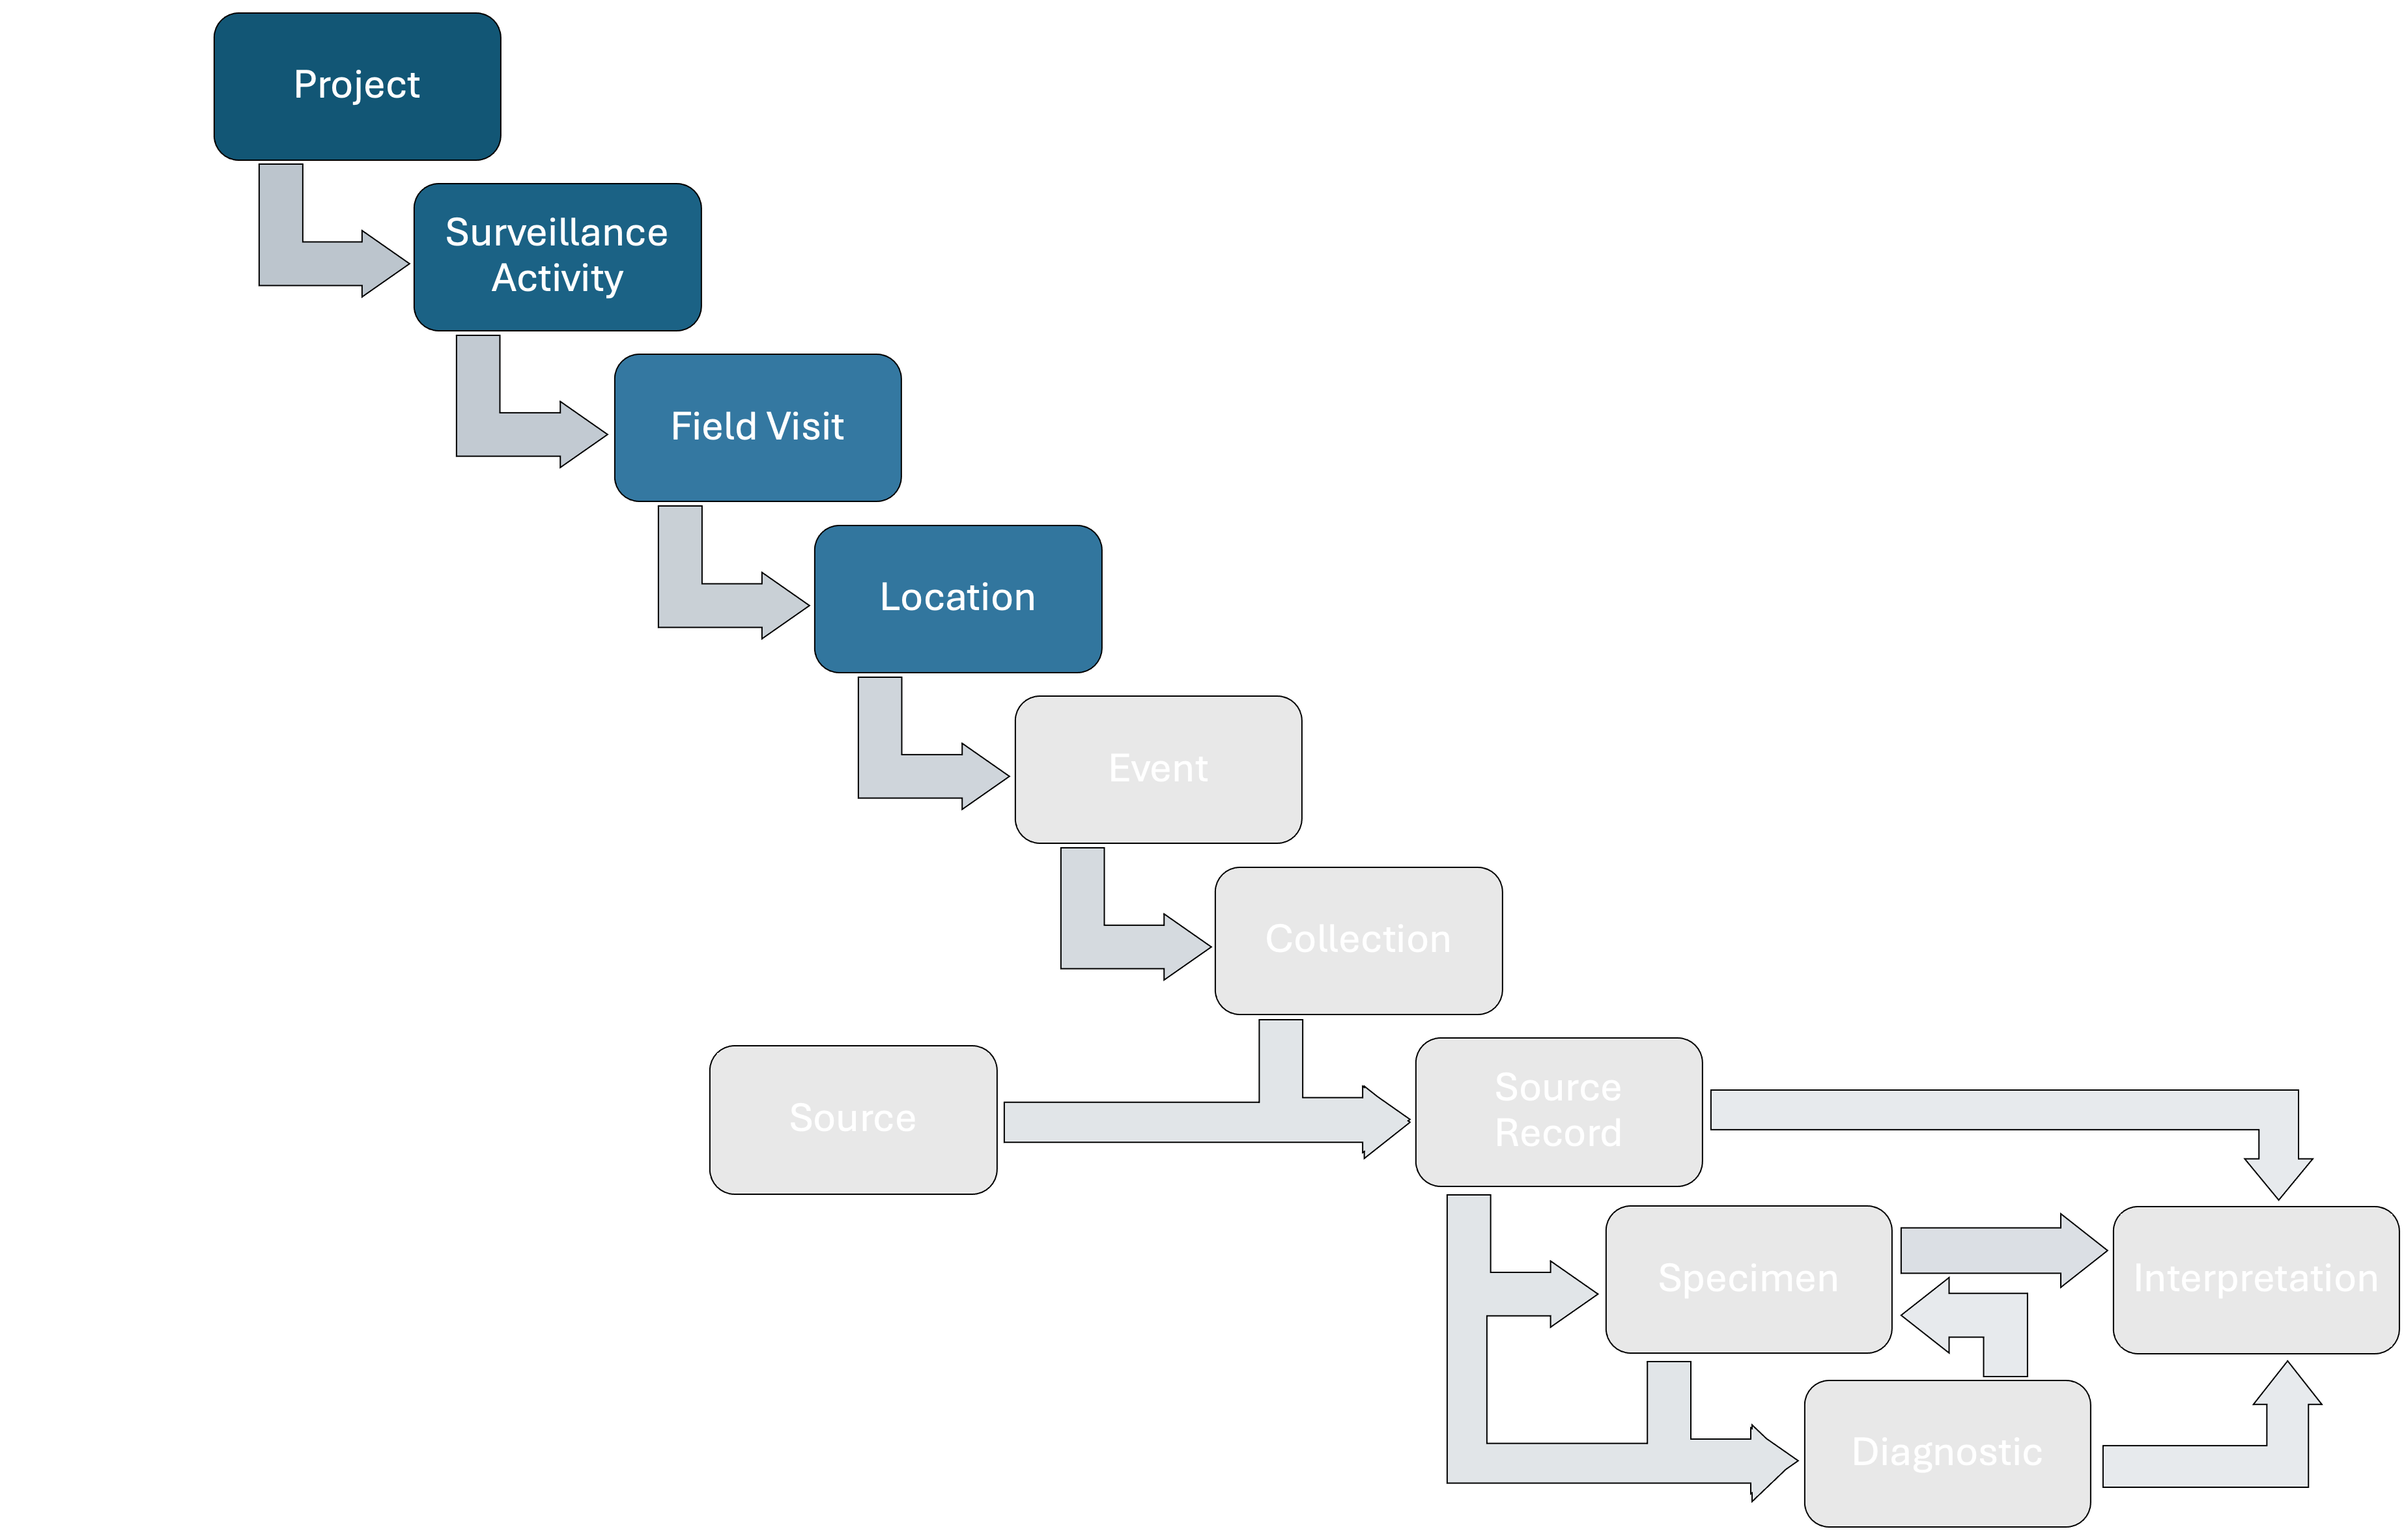 Project
Surveillance
Activity
Field Visit
Location
Event
Collection
Source
Source
Record
Specimen
Interpretation
Diagnostic